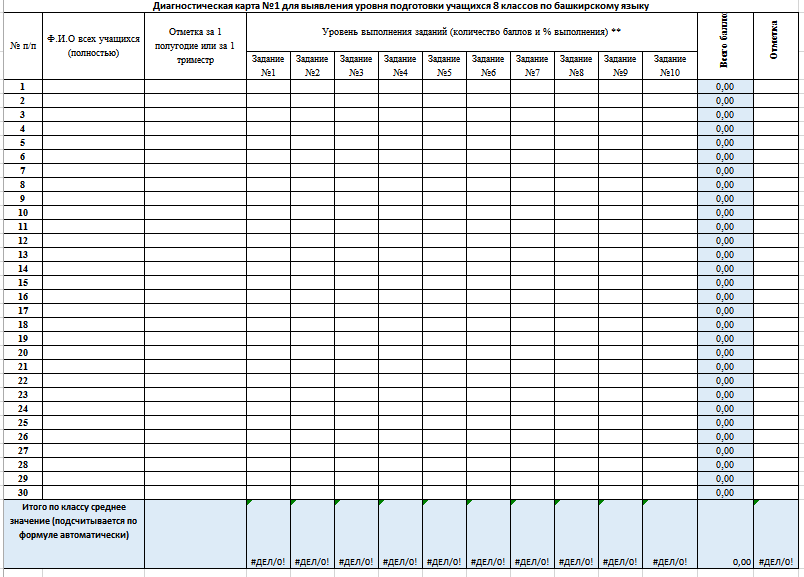 Диагностическая карта №1 для выявления уровня подготовки учащихся 8 классов по башкирскому языку
№ п/п
Ф.И.О всех учащихся
(полностью)
Отметка за 1
полугодие или за 1
триместр
Уровень выполнения заданий (количество баллов и % выполнения) **
Всего балло
Отметка
Задание
№1
Задание
№2
Задание
№3
Задание
№4
Задание
№5
Задание
№6
Задание
№7
Задание
№8
Задание
№9
Задание
№10
1 0,00
2 0,00
3 0,00
4 0,00
5 0,00
6 0,00
7 0,00
8 0,00
9 0,00
10 0,00
11 0,00
12 0,00
13 0,00
14 0,00
15 0,00
16 0,00
17 0,00
18 0,00
19 0,00
20 0,00
21 0,00
22 0,00
23 0,00
24 0,00
25 0,00
26 0,00
27 0,00
28 0,00
29 0,00
30 0,00
Итого по классу среднее
значение (подсчитывается по
формуле автоматически)
#ДЕЛ/0! #ДЕЛ/0! #ДЕЛ/0! #ДЕЛ/0! #ДЕЛ/0! #ДЕЛ/0! #ДЕЛ/0! #ДЕЛ/0! #ДЕЛ/0! #ДЕЛ/0! 0,00 #ДЕЛ/0!